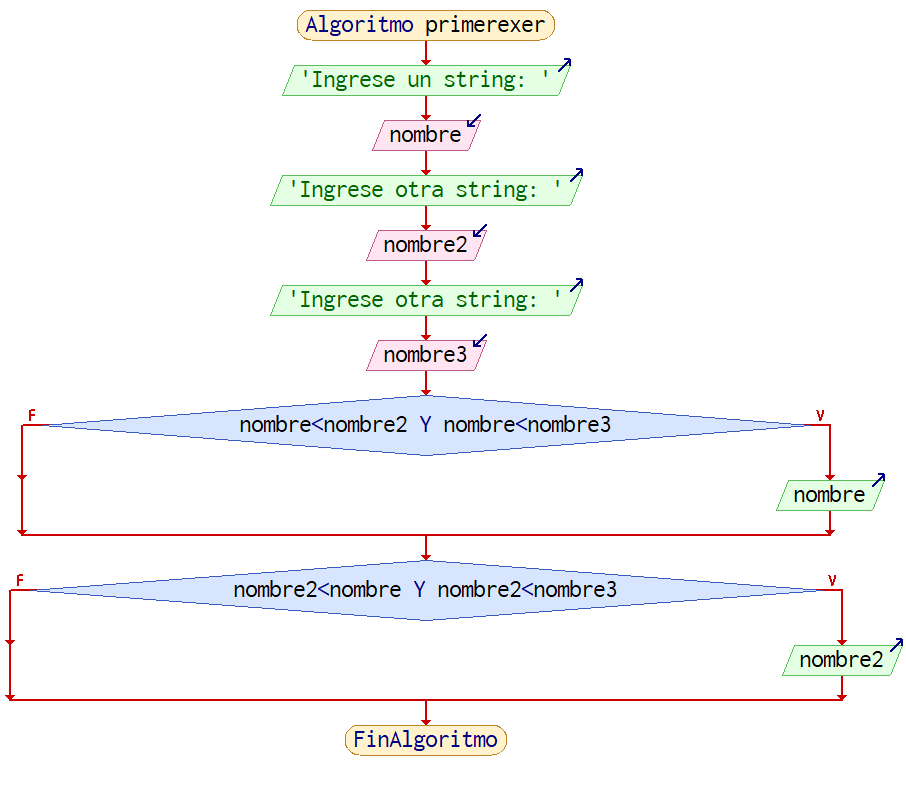 Algoritmo primerexer
'Ingrese un string: '
nombre
'Ingrese otra string: '
nombre2
'Ingrese otra string: '
nombre3
F
nombre<nombre2 Y nombre<nombre3
V
nombre
F
nombre2<nombre Y nombre2<nombre3
V
nombre2
FinAlgoritmo